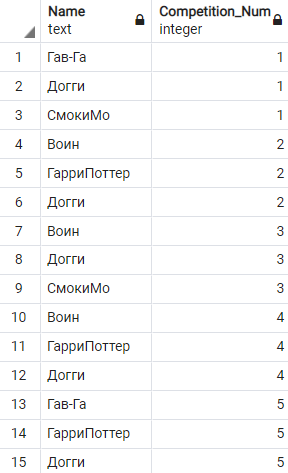 Name Competition_Num
text integer
1 Гав-Га 1
2 Догги 1
3 СмокиМо 1
4 Воин 2
5 ГарриПоттер 2
6 Догги 2
7 Воин 3
8 Догги 3
9 СмокиМо 3
10 Воин 4
11 ГарриПоттер 4
12 Догги 4
13 Гав-Га 5
14 ГарриПоттер 5
15 Догги 5